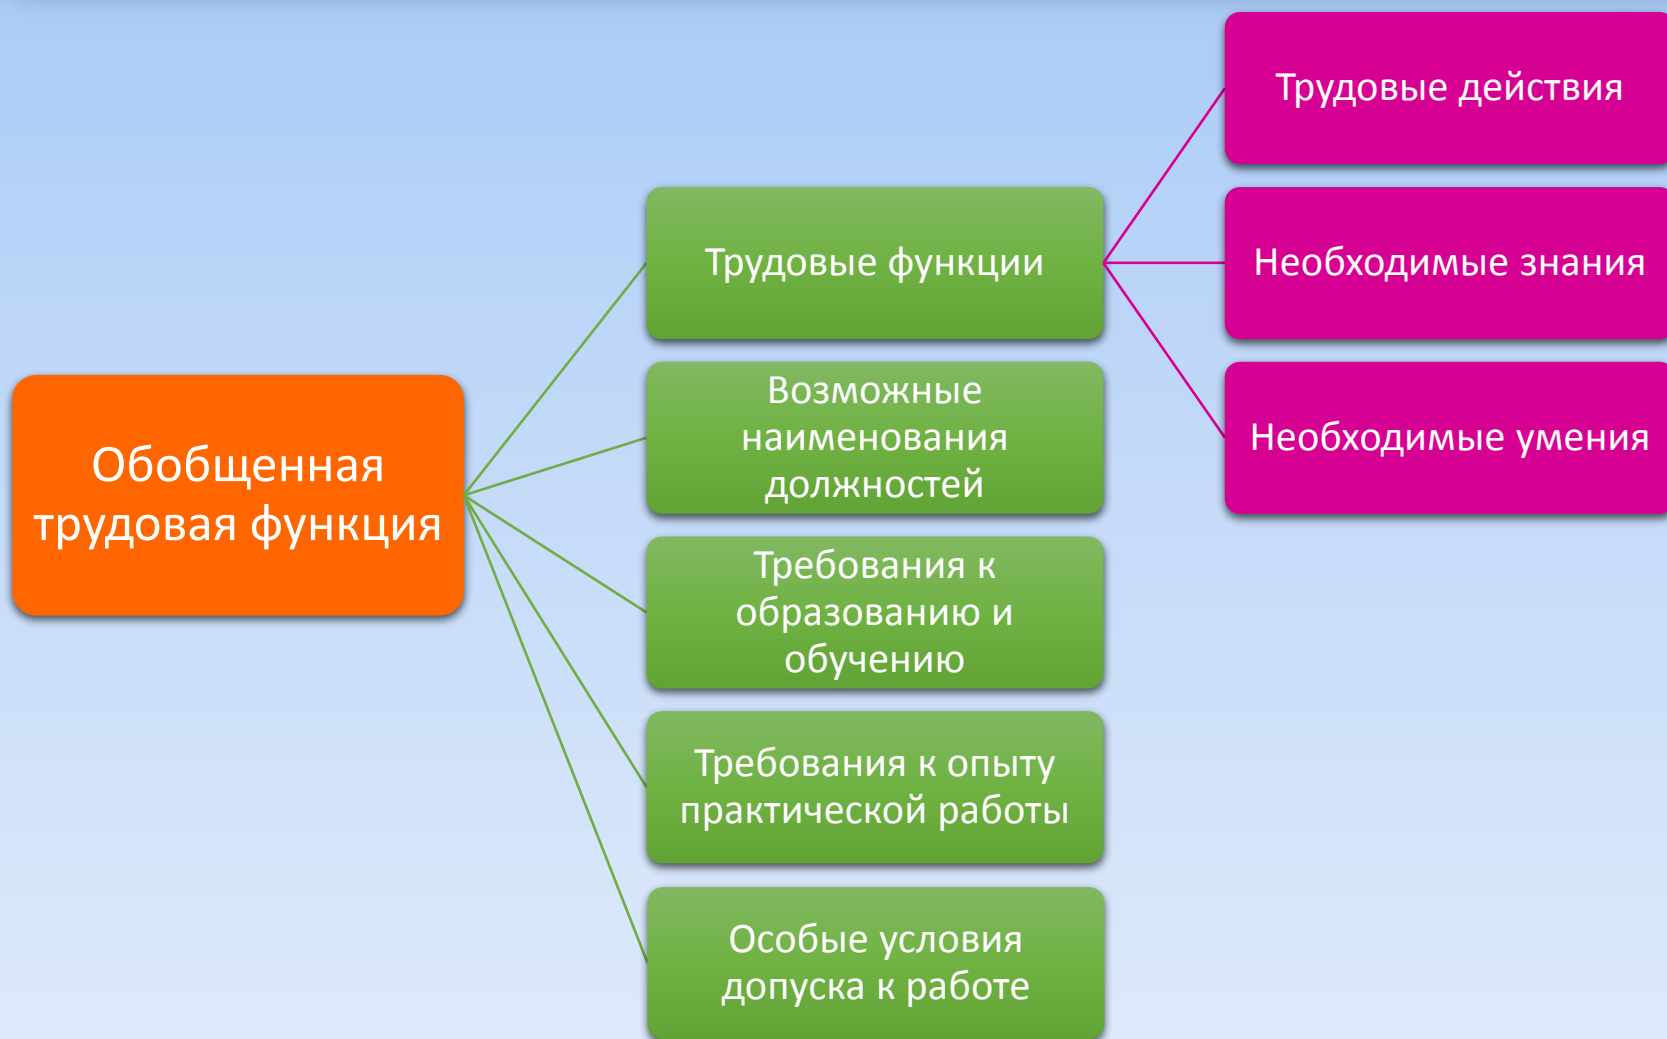 Обобщенная
трудовая функция
Трудовые функции
Возможные
наименования
должностей
Требования к
образованию и
обучению
Требования к опыту
практической работы
Особые условия
допуска к работе
Трудовые действия
Необходимые знания
Необходимые умения